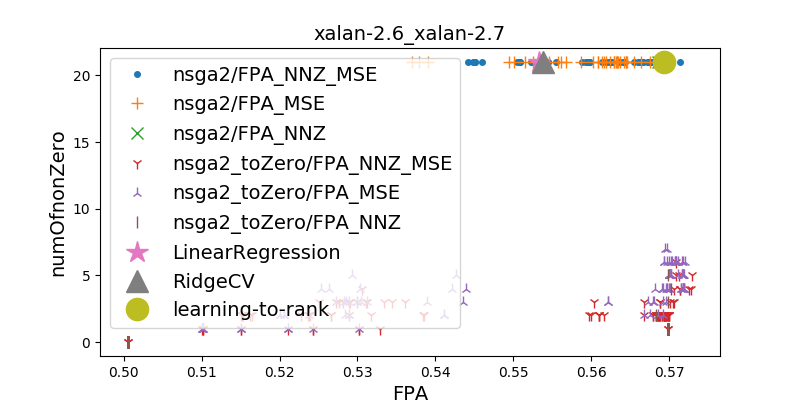 xalan-2.6_xalan-2.7
numOfnonZero
20
15
10
5
0
nsga2/FPA_NNZ_MSE
nsga2/FPA_MSE
nsga2/FPA_NNZ
nsga2_toZero/FPA_NNZ_MSE
nsga2_toZero/FPA_MSE
nsga2_toZero/FPA_NNZ
LinearRegression
RidgeCV
learning-to-rank
0.50 0.51 0.52 0.53 0.54 0.55 0.56 0.57
FPA